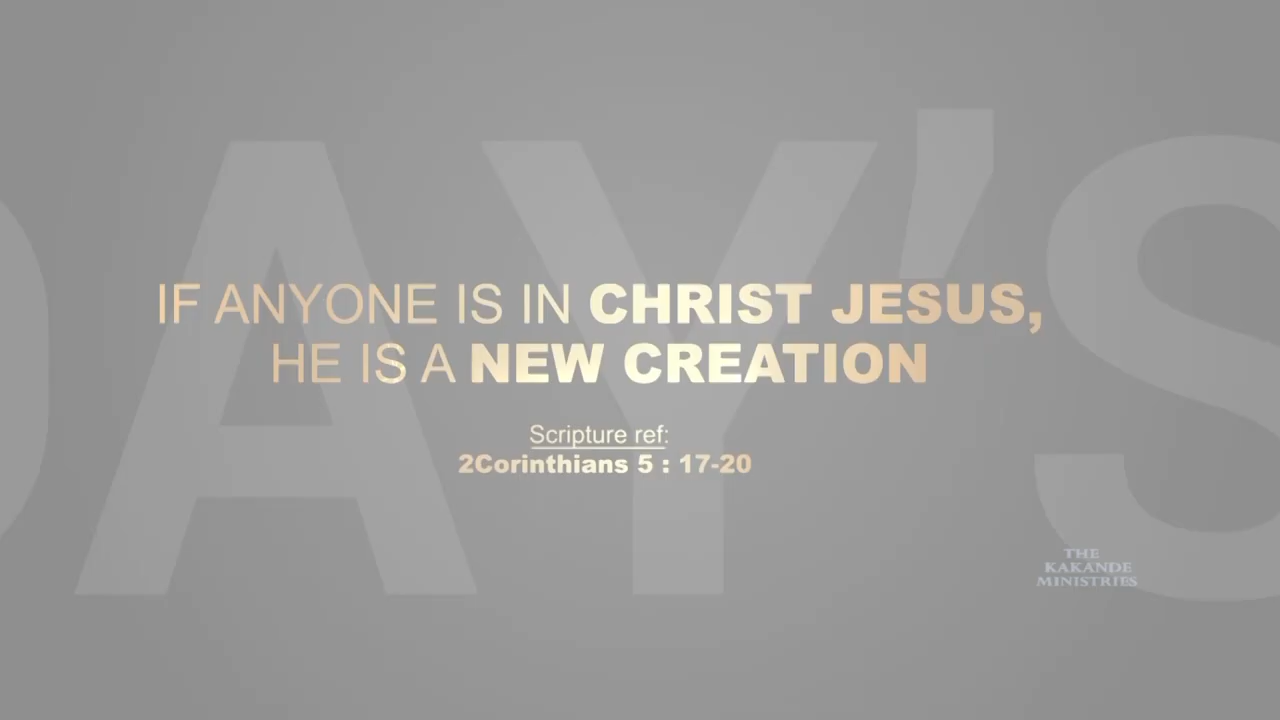 DAY'S
IF ANYONE IS IN CHRIST JESUS,
HE IS A NEW CREATION
Scripture ref:
2Corinthians 5 : 17-20
THE
KAKANDE
MINISTRIES